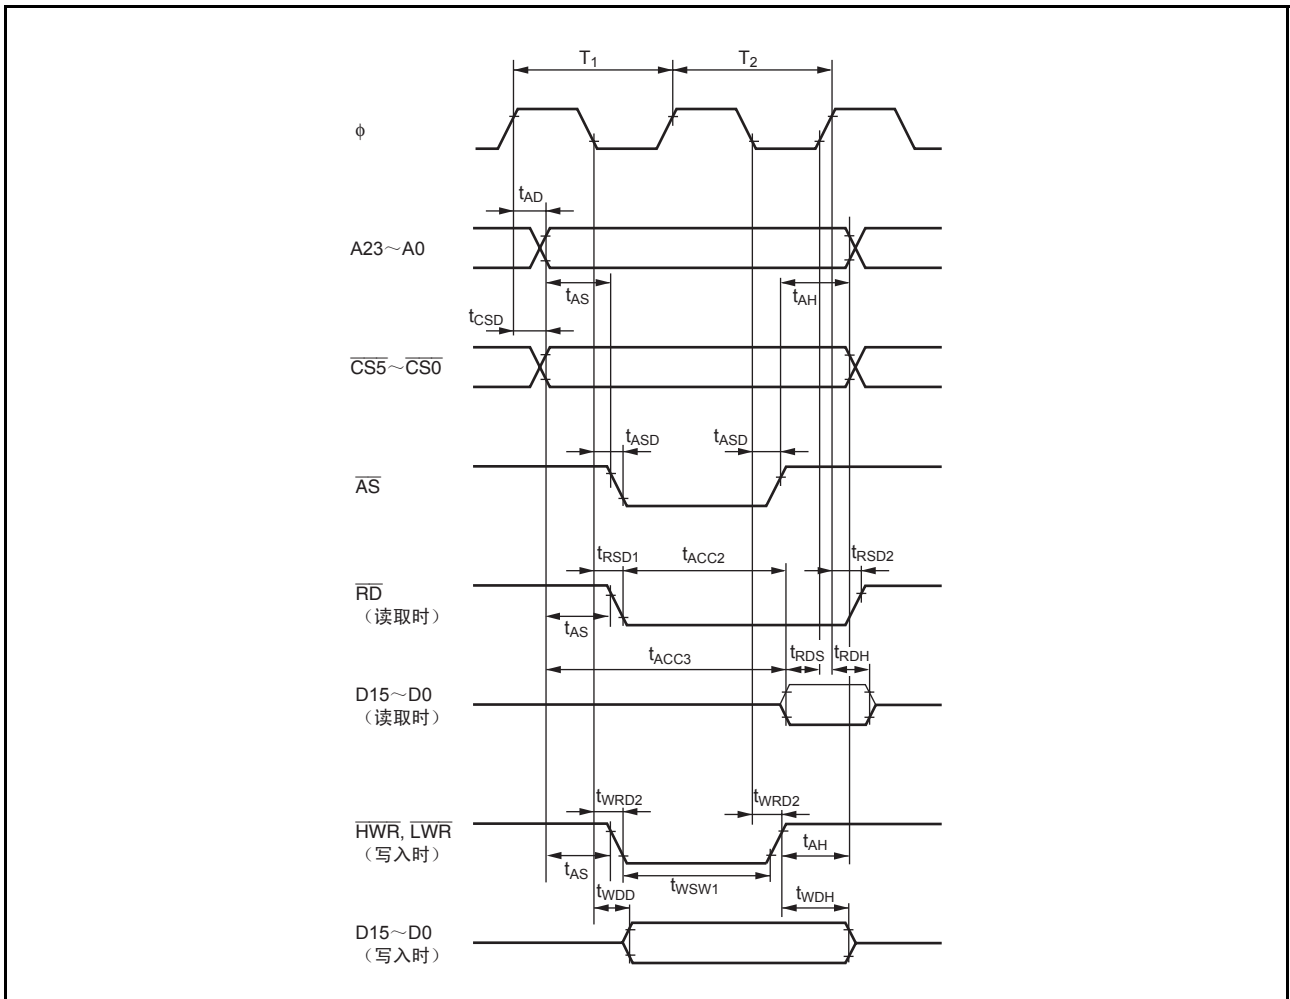 T1 T2
φ
tAD
A23～A0
tAS tAH
tCSD
CS5～CS0
tASD tASD
AS
tRSD1 tACC2 tRSD2
RD
（读取时）
tAS
tACC3 tRDS tRDH
D15～D0
（读取时）
tWRD2 tWRD2
HWR, LWR
（写入时）
tAH
tAS
tWSW1
tWDD tWDH
D15～D0
（写入时）